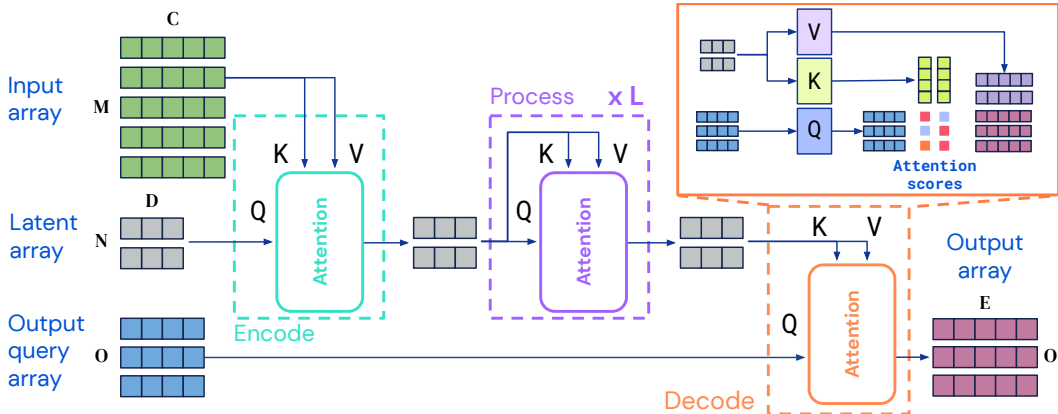 C
Input
array
M
Process
x L
K
V
K
V
V
K
Q
Attention
scores
D
Latent
array
N
Q
Attention
Q
Attention
K
V
Output
array
Encode
E
Output
query
array
O
Q
Attention
O
Decode